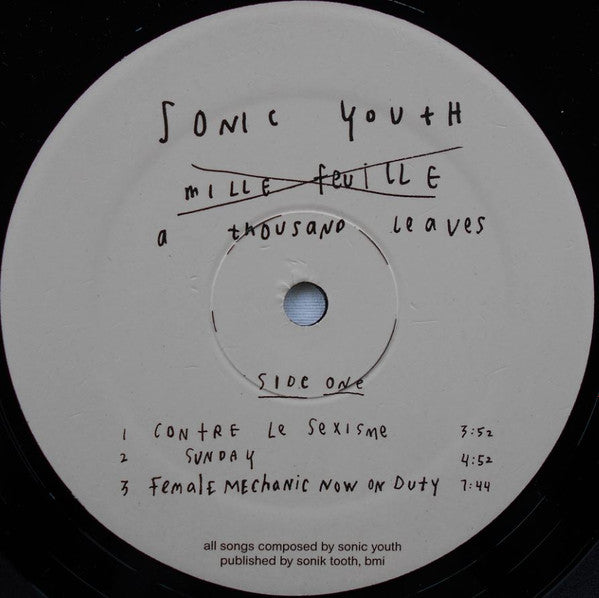 SONIC YOUTH
MILLE FEUILLE
a thousand leaves
SIDE ONE
1 CONTRE LE SEXISME 3:52
2 SUNDAY 4:52
3 FEMALE MECHANIC NOW ON DUTY 7:44
all songs composed by sonic youth
published by sonik tooth, bmi